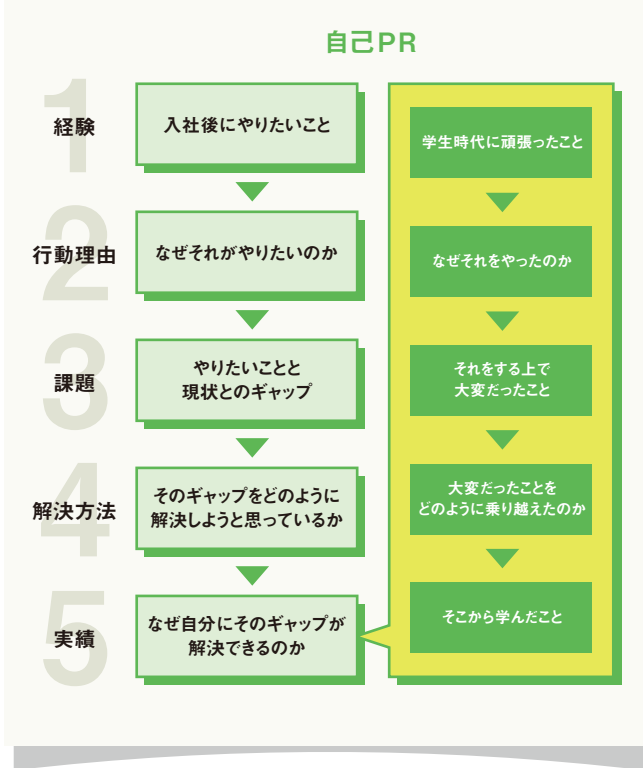 自己PR
1
経験
入社後にやりたいこと
学生時代に頑張ったこと
2
行動理由
なぜそれがやりたいのか
なぜそれをやったのか
3
課題
やりたいことと
現状とのギャップ
それをする上で
大変だったこと
4
解決方法
そのギャップをどのように
解決しようと思っているか
大変だったことを
どのように乗り越えたのか
5
実績
なぜ自分にそのギャップが
解決できるのか
そこから学んだこと